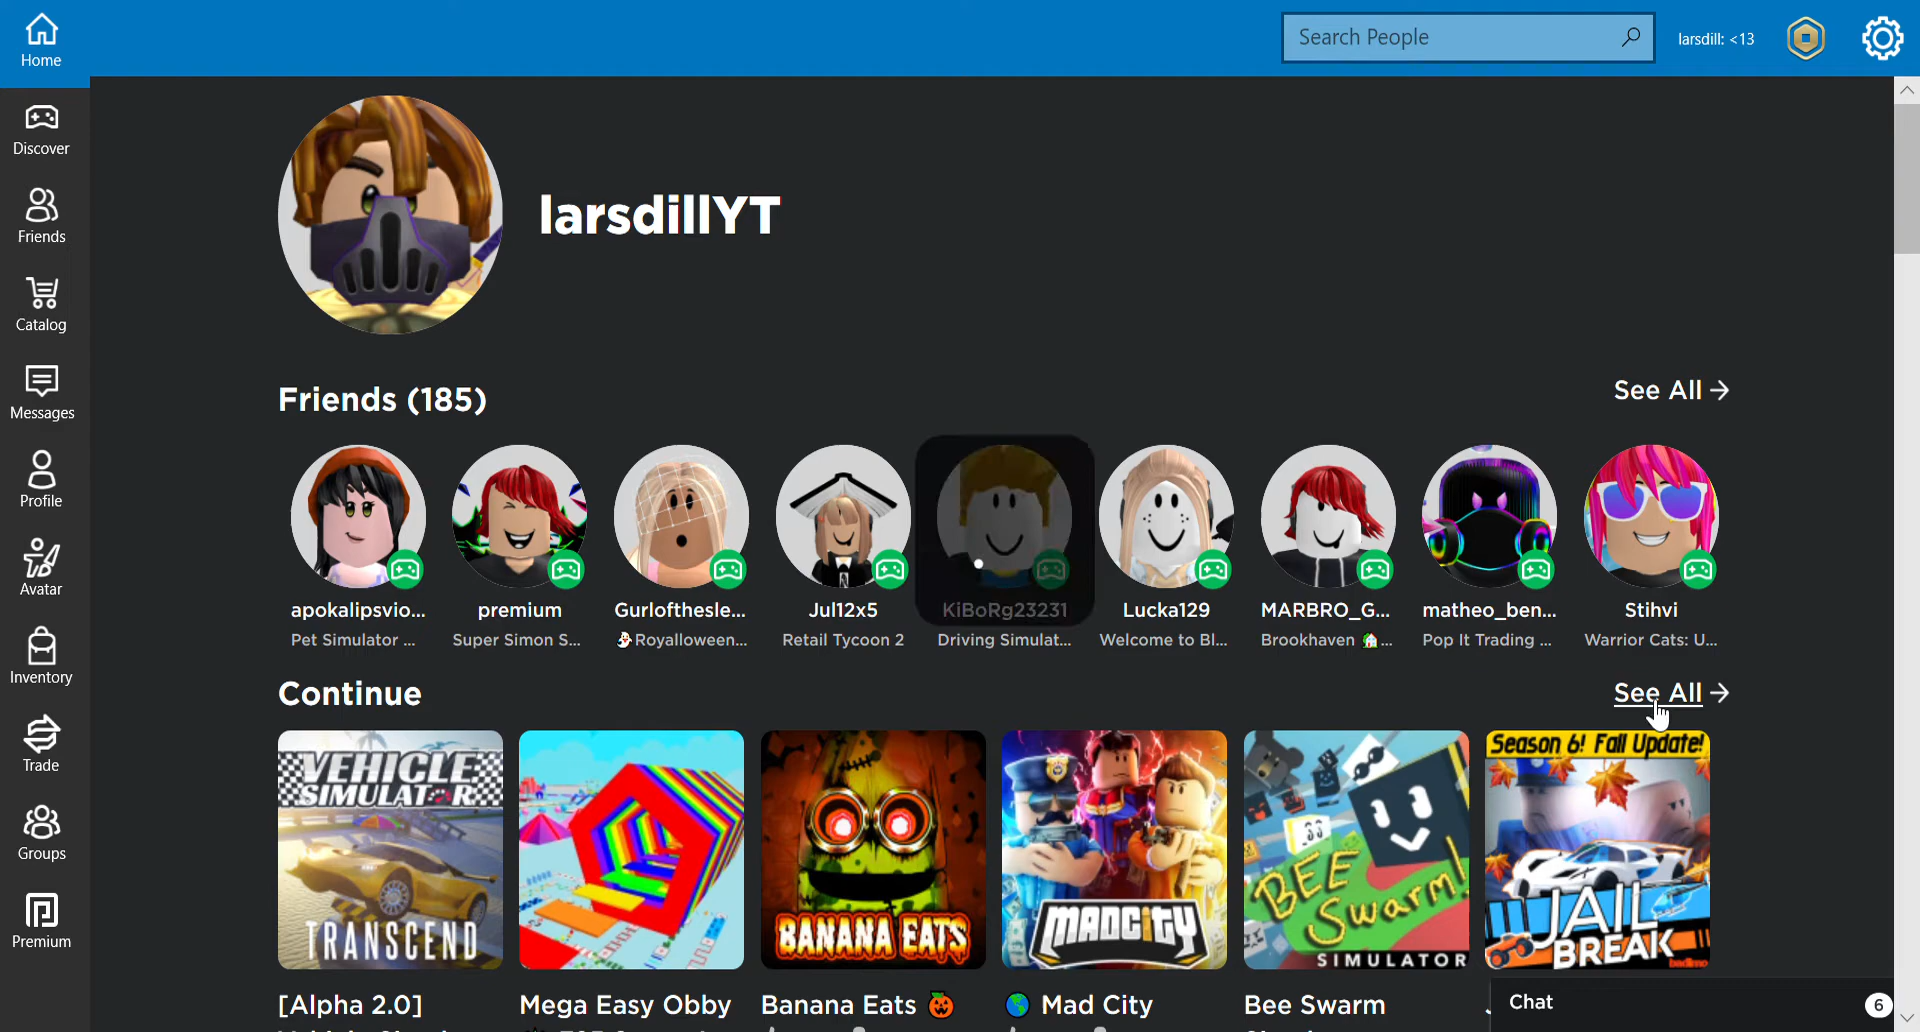 Home
Search People
larsdill: <13
Discover
Friends
Catalog
Messages
Profile
Avatar
Inventory
Trade
Groups
Premium
larsdillYT
Friends (185)
See All
apokalipsvio...
premium
Gurlofthesle...
Jul12x5
KiBoRg23231
Lucka129
MARBRO_G...
matheo_ben...
Stihvi
Pet Simulator ...
Super Simon S...
Royalloween...
Retail Tycoon 2
Driving Simulat...
Welcome to Bl...
Brookhaven ...
Pop It Trading ...
Warrior Cats: U...
Continue
See All
VEHICLE
SIMULATOR
TRANSCEND
BANANA EATS
MADCITY
BEE
Swarm!
SIMULATOR
Season 6! Fall Update!
JAIL
BREAK
badimo
[Alpha 2.0]
Mega Easy Obby
Banana Eats
Mad City
Bee Swarm
Chat
6